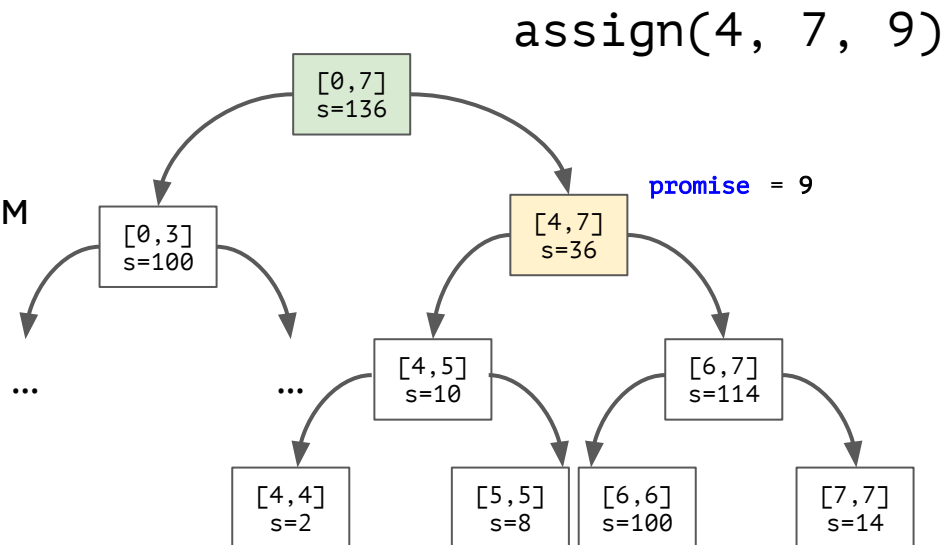 assign(4, 7, 9)
[0,7]
s=136
promise = 9
м
[0,3]
s=100
[4,7]
s=36
...
...
[4,5]
s=10
[6,7]
s=114
[4,4]
s=2
[5,5]
s=8
[6,6]
s=100
[7,7]
s=14